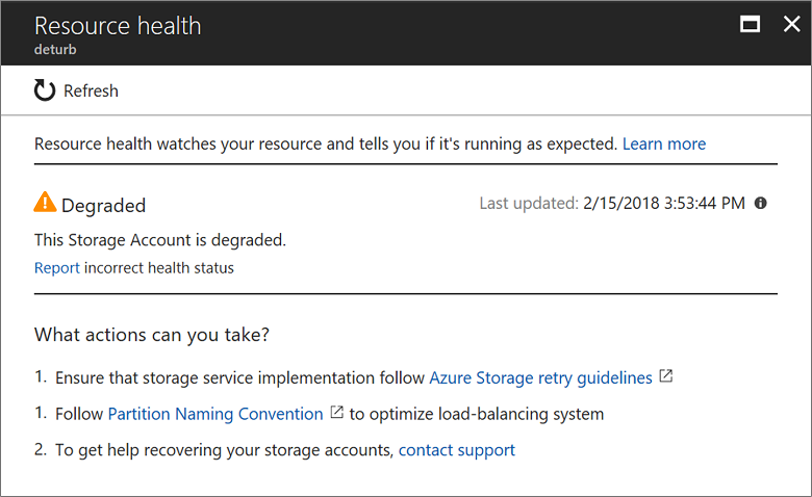 Resource health
deturb
Refresh
Resource health watches your resource and tells you if it's running as expected. Learn more
Degraded
Last updated: 2/15/2018 3:53:44 PM
This Storage Account is degraded.
Report incorrect health status
What actions can you take?
1. Ensure that storage service implementation follow Azure Storage retry guidelines
1. Follow Partition Naming Convention to optimize load-balancing system
2. To get help recovering your storage accounts, contact support